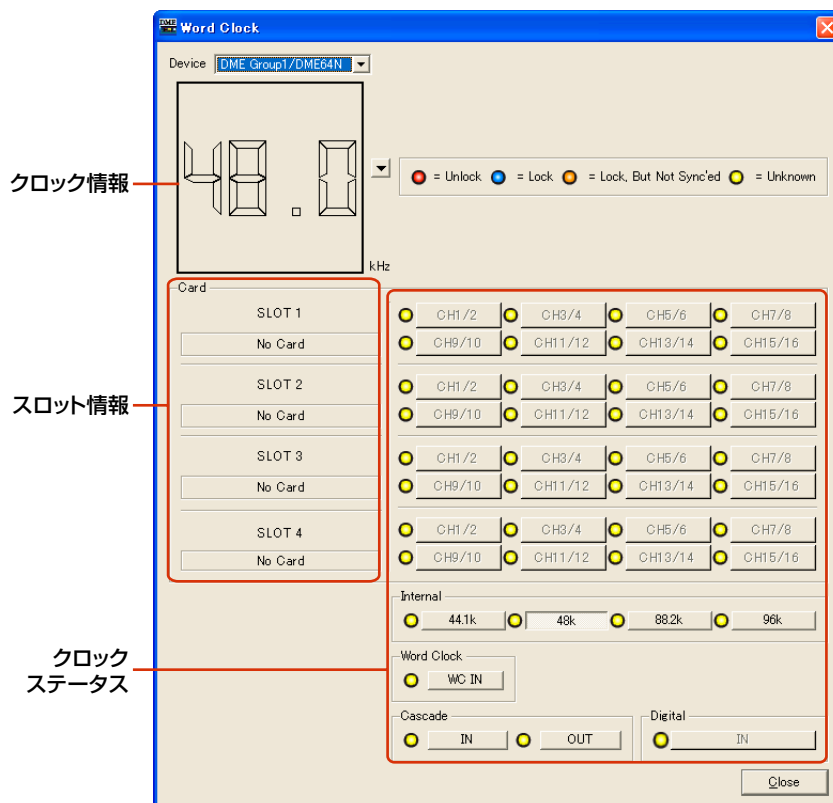 DME
Word Clock
Device DME Group1/DME64N
48.0
kHz
クロック情報
= Unlock = Lock = Lock, But Not Sync'ed = Unknown
Card
スロット情報
SLOT 1
No Card
CH1/2 CH3/4 CH5/6 CH7/8
CH9/10 CH11/12 CH13/14 CH15/16
SLOT 2
No Card
CH1/2 CH3/4 CH5/6 CH7/8
CH9/10 CH11/12 CH13/14 CH15/16
SLOT 3
No Card
CH1/2 CH3/4 CH5/6 CH7/8
CH9/10 CH11/12 CH13/14 CH15/16
SLOT 4
No Card
CH1/2 CH3/4 CH5/6 CH7/8
CH9/10 CH11/12 CH13/14 CH15/16
クロック
ステータス
Internal
44.1k 48k 88.2k 96k
Word Clock
WC IN
Cascade
IN OUT
Digital
IN
Close